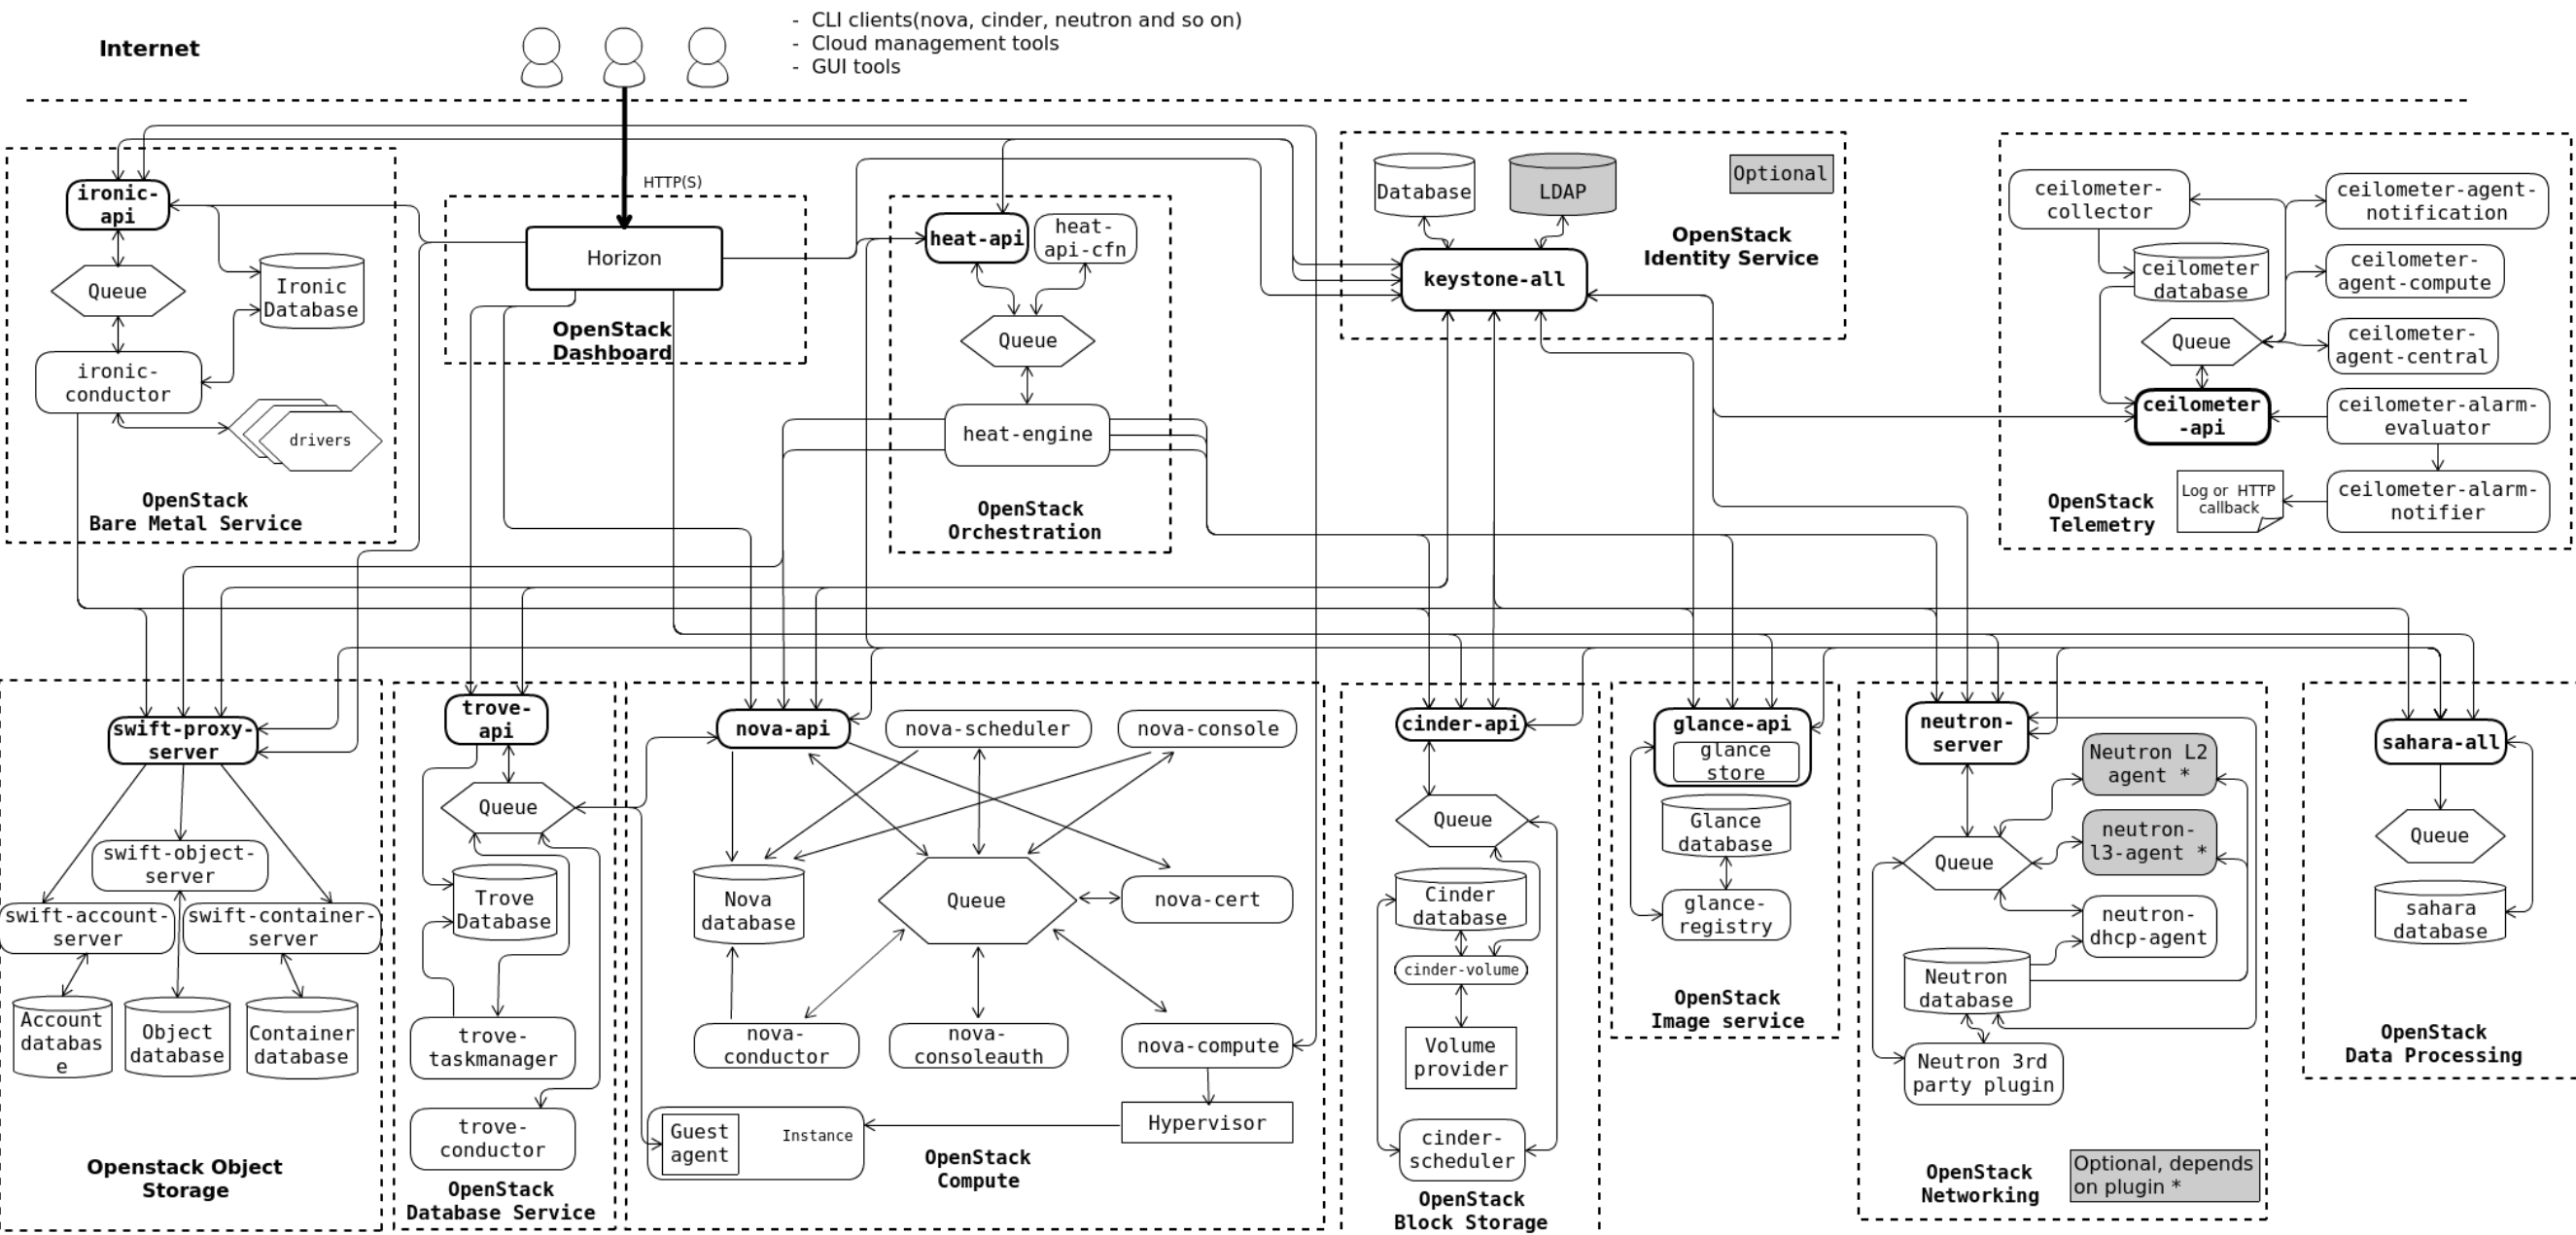 Internet
- CLI clients(nova, cinder, neutron and so on)
- Cloud management tools
- GUI tools
HTTP(S)
ironic-
api
Queue
Ironic
Database
ironic-
conductor
drivers
OpenStack
Bare Metal Service
Horizon
OpenStack
Dashboard
heat-api
heat-
api-cfn
Queue
heat-engine
OpenStack
Orchestration
Database
LDAP
Optional
OpenStack
Identity Service
keystone-all
ceilometer-
collector
ceilometer-agent-
notification
ceilometer
database
ceilometer-
agent-compute
Queue
ceilometer-
agent-central
ceilometer
-api
ceilometer-alarm-
evaluator
Log or HTTP
callback
ceilometer-alarm-
notifier
OpenStack
Telemetry
swift-proxy-
server
swift-object-
server
swift-account-
server
swift-container-
server
Account
databas
e
Object
database
Container
database
Openstack Object
Storage
trove-
api
Queue
Trove
Database
trove-
taskmanager
trove-
conductor
OpenStack
Database Service
nova-api
nova-scheduler
nova-console
Nova
database
Queue
nova-cert
nova-
conductor
nova-
consoleauth
nova-compute
Hypervisor
Guest
agent
Instance
OpenStack
Compute
cinder-api
Queue
Cinder
database
cinder-volume
Volume
provider
cinder-
scheduler
OpenStack
Block Storage
glance-api
glance
store
Glance
database
glance-
registry
OpenStack
Image service
neutron-
server
Neutron L2
agent *
Queue
neutron-
l3-agent *
neutron-
dhcp-agent
Neutron
database
Neutron 3rd
party plugin
OpenStack
Networking
Optional, depends
on plugin *
sahara-all
Queue
sahara
database
OpenStack
Data Processing